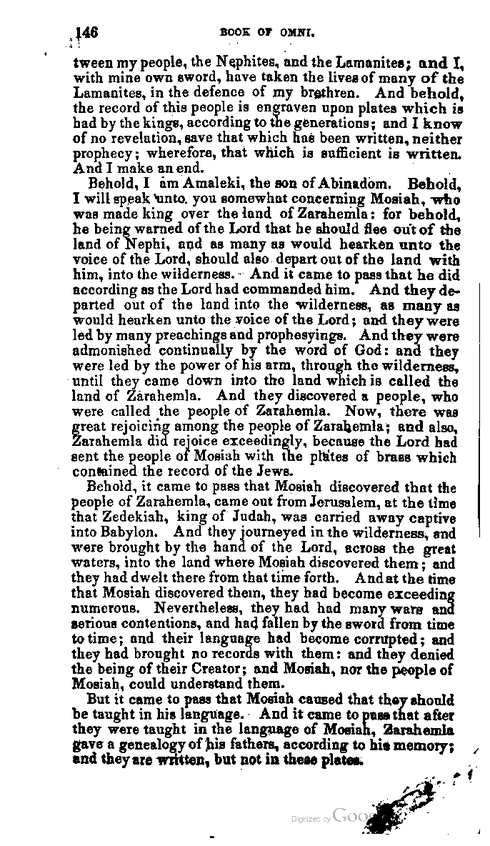 146 BOOK OF OMNI.
tween my people, the Nephites, and the Lamanites; and I,
with mine own sword, have taken the lives of many of the
Lamanites, in the defence of my brethren. And behold,
the record of this people is engraven upon plates which is
had by the kings, according to the generations; and I know
of no revelation, save that which has been written, neither
prophecy; wherefore, that which is sufficient is written.
And I make an end.
Behold, I am Amaleki, the son of Abinadom. Behold,
I will speak unto you somewhat concerning Mosiah, who
was made king over the land of Zarahemla: for behold,
he being warned of the Lord that he should flee out of the
land of Nephi, and as many as would hearken unto the
voice of the Lord, should also depart out of the land with
him, into the wilderness. And it came to pass that he did
according as the Lord had commanded him. And they de-
parted out of the land into the wilderness, as many as
would hearken unto the voice of the Lord; and they were
led by many preachings and prophesyings. And they were
admonished continually by the word of God: and they
were led by the power of his arm, through the wilderness,
until they came down into the land which is called the
land of Zarahemla. And they discovered a people, who
were called the people of Zarahemla. Now, there was
great rejoicing among the people of Zarahemla; and also,
Zarahemla did rejoice exceedingly, because the Lord had
sent the people of Mosiah with the plates of brass which
contained the record of the Jews.
Behold, it came to pass that Mosiah discovered that the
people of Zarahemla, came out from Jerusalem, at the time
that Zedekiah, king of Judah, was carried away captive
into Babylon. And they journeyed in the wilderness, and
were brought by the hand of the Lord, across the great
waters, into the land where Mosiah discovered them; and
they had dwelt there from that time forth. And at the time
that Mosiah discovered them, they had become exceeding
numerous. Nevertheless, they had had many wars and
serious contentions, and had fallen by the sword from time
to time; and their language had become corrupted; and
they had brought no records with them: and they denied
the being of their Creator; and Mosiah, nor the people of
Mosiah, could understand them.
But it came to pass that Mosiah caused that they should
be taught in his language. And it came to pass that after
they were taught in the language of Mosiah, Zarahemla
gave a genealogy of his fathers, according to his memory;
and they are written, but not in these plates.
Digitized by Goo